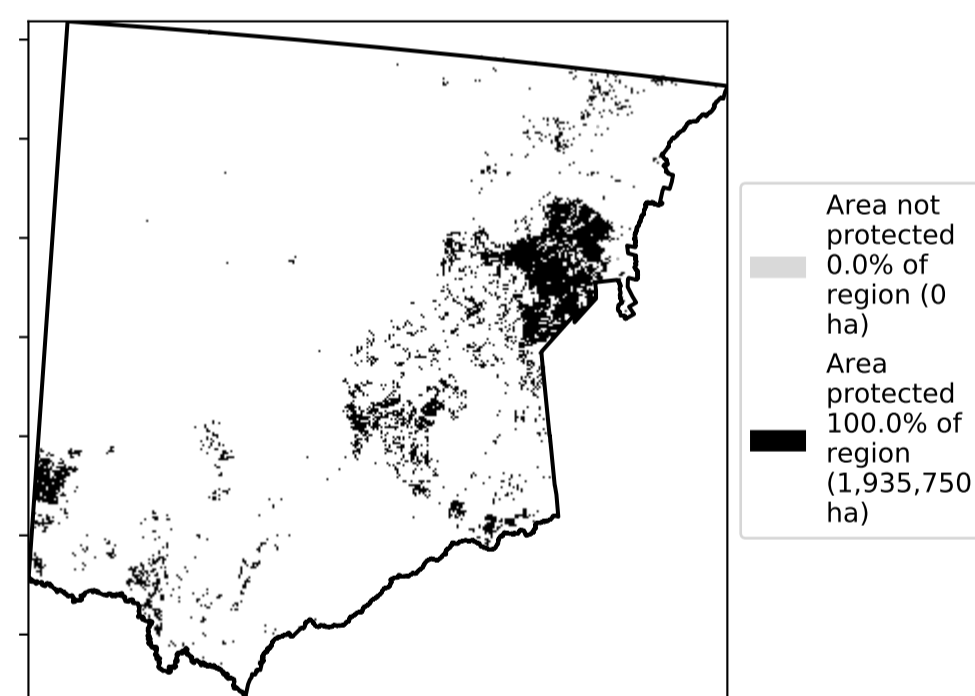 Area not
protected
0.0% of
region (0
ha)
Area
protected
100.0% of
region
(1,935,750
ha)